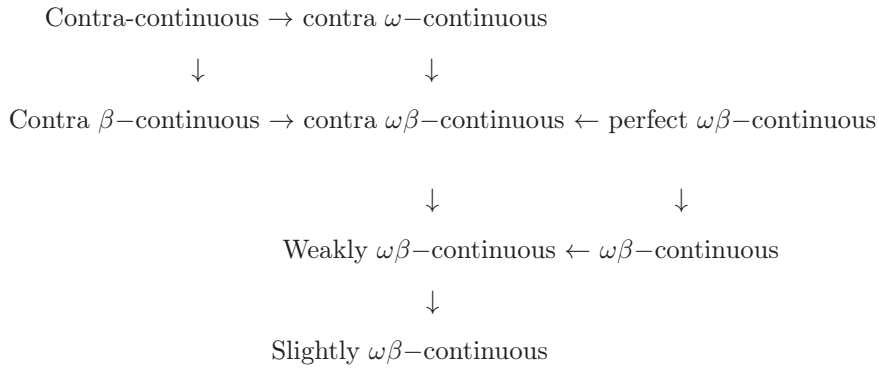 Contra-continuous → contra ω−continuous
↓ ↓
Contra β−continuous → contra ωβ−continuous ← perfect ωβ−continuous
↓ ↓
Weakly ωβ−continuous ← ωβ−continuous
↓
Slightly ωβ−continuous